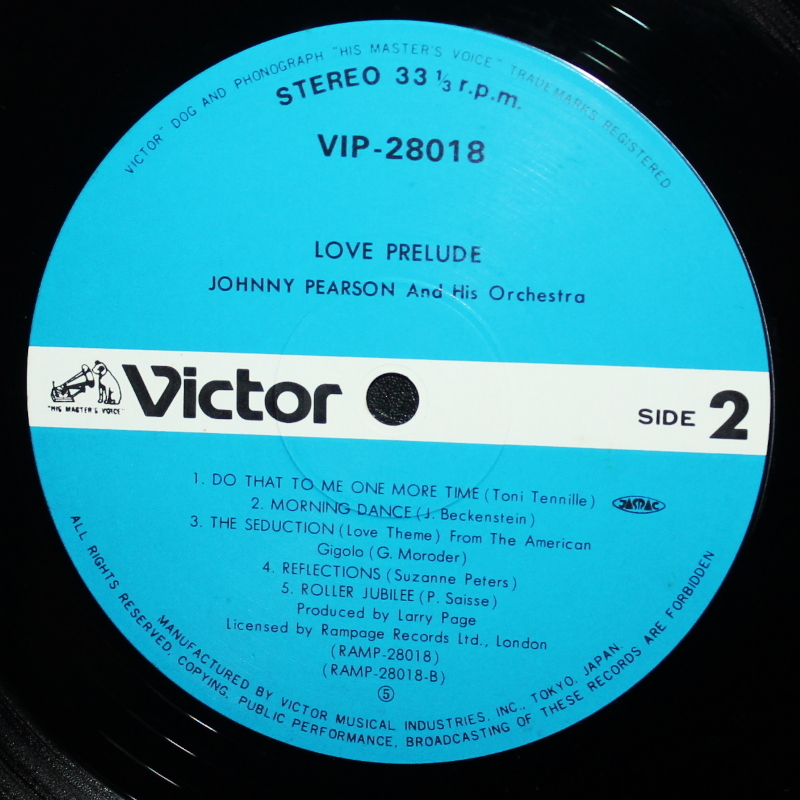 VICTOR" DOG AND PHONOGRAPH "HIS MASTER'S VOICE" TRADEMARKS REGISTERED
STEREO 33 1/3 r.p.m.
VIP-28018
LOVE PRELUDE
JOHNNY PEARSON And His Orchestra
"HIS MASTER'S VOICE"
Victor
SIDE 2
1. DO THAT TO ME ONE MORE TIME (Toni Tennille)
JASRAC
2. MORNING DANCE (J. Beckenstein)
3. THE SEDUCTION (Love Theme) From The American
Gigolo (G. Moroder)
4. REFLECTIONS (Suzanne Peters)
5. ROLLER JUBILEE (P. Saisse)
Produced by Larry Page
Licensed by Rampage Records Ltd., London
(RAMP-28018)
(RAMP-28018-B)
⑤
MANUFACTURED BY VICTOR MUSICAL INDUSTRIES, INC., TOKYO, JAPAN.
ALL RIGHTS RESERVED. COPYING, PUBLIC PERFORMANCE, BROADCASTING OF THESE RECORDS ARE FORBIDDEN